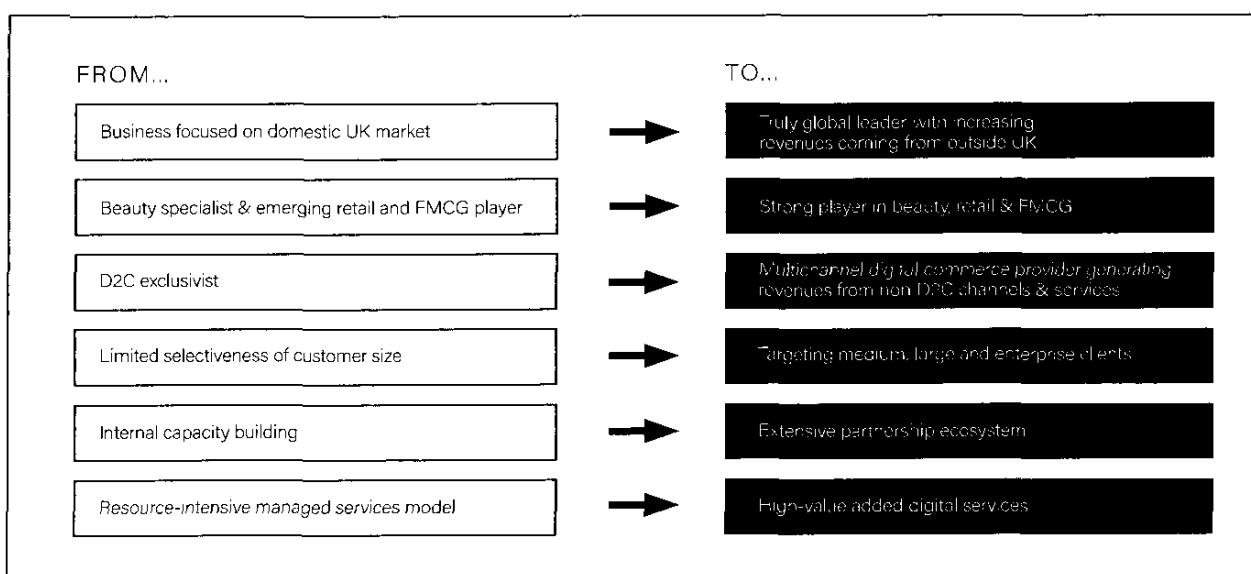 FROM...
TO...
Business focused on domestic UK market
Truly global leader with increasing
revenues coming from outside UK
Beauty specialist & emerging retail and FMCG player
Strong player in beauty, retail & FMCG
D2C exclusivist
Multichannel digital commerce provider generating
revenues from non D2C channels & services
Limited selectiveness of customer size
Targeting medium, large and enterprise clients
Internal capacity building
Extensive partnership ecosystem
Resource-intensive managed services model
High-value added digital services